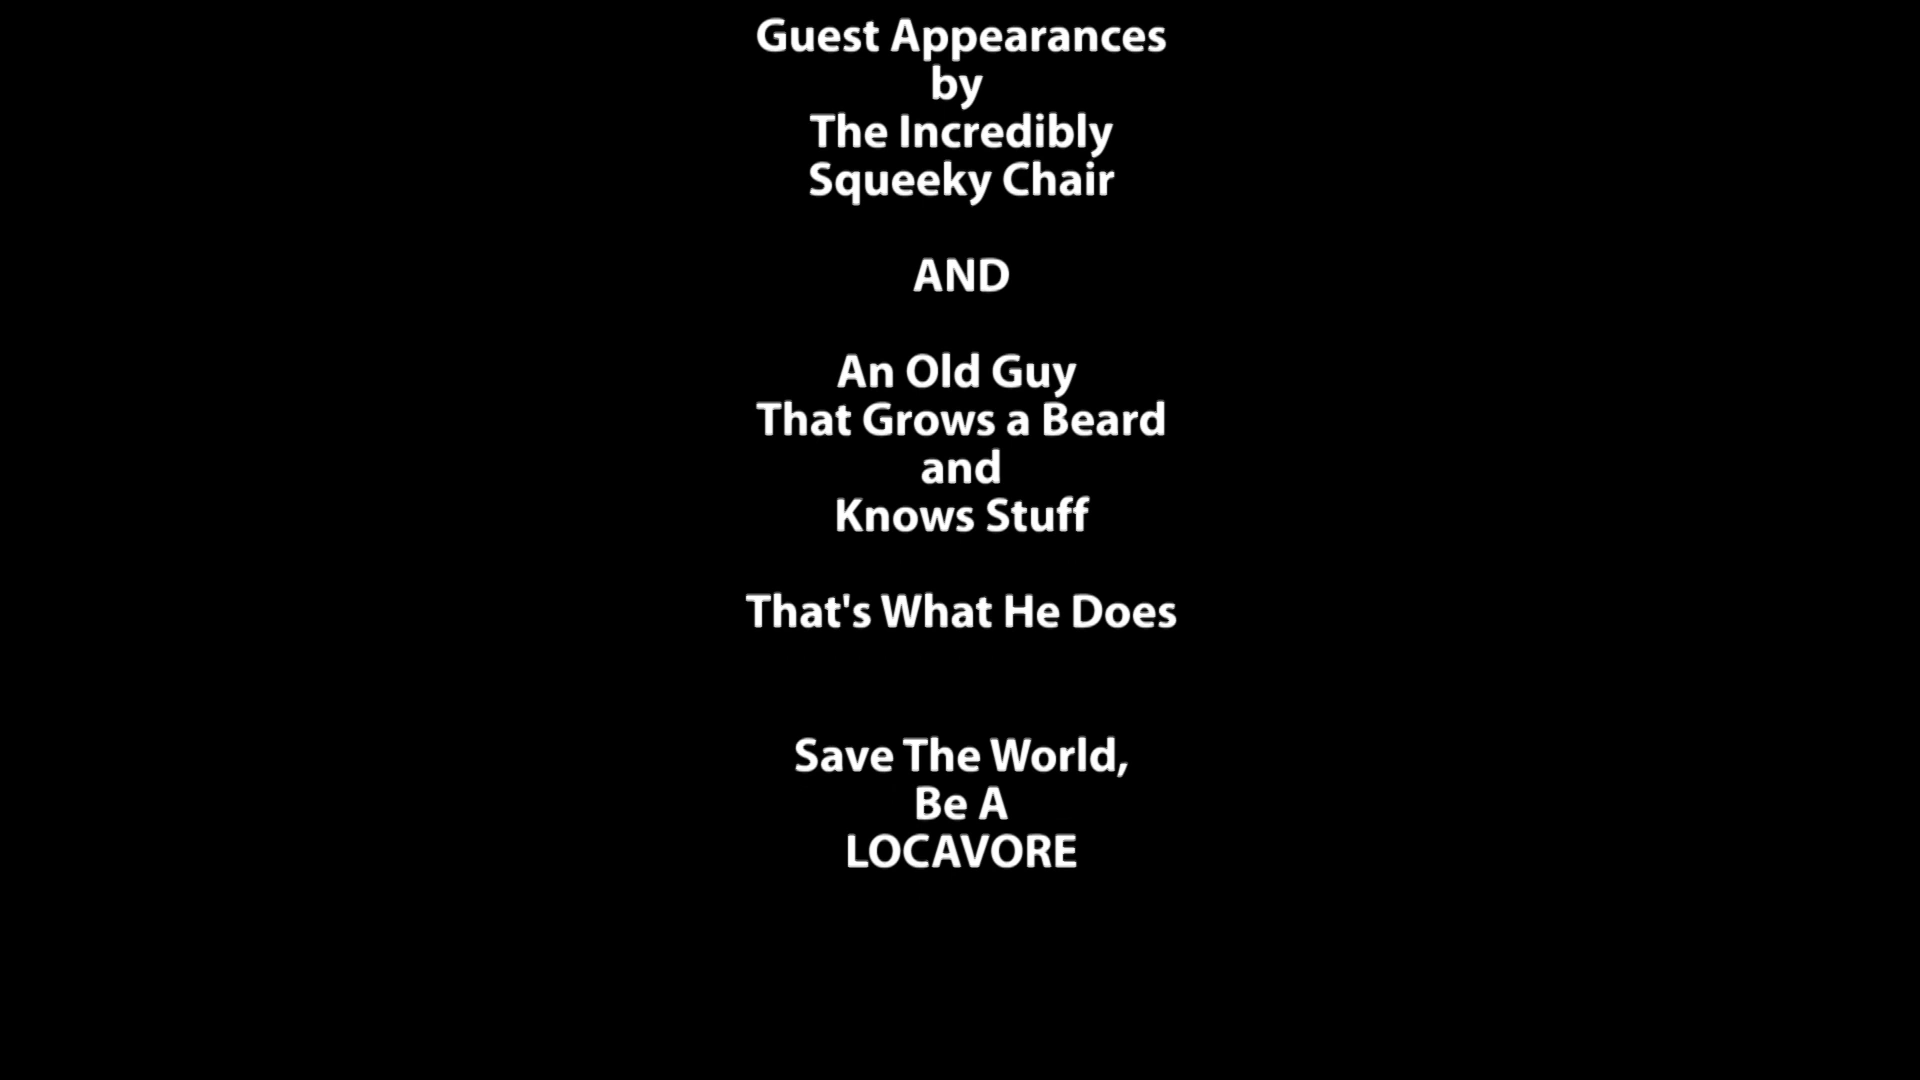 Guest Appearances
by
The Incredibly
Squeeky Chair
AND
An Old Guy
That Grows a Beard
and
Knows Stuff
That's What He Does
Save The World,
Be A
LOCAVORE